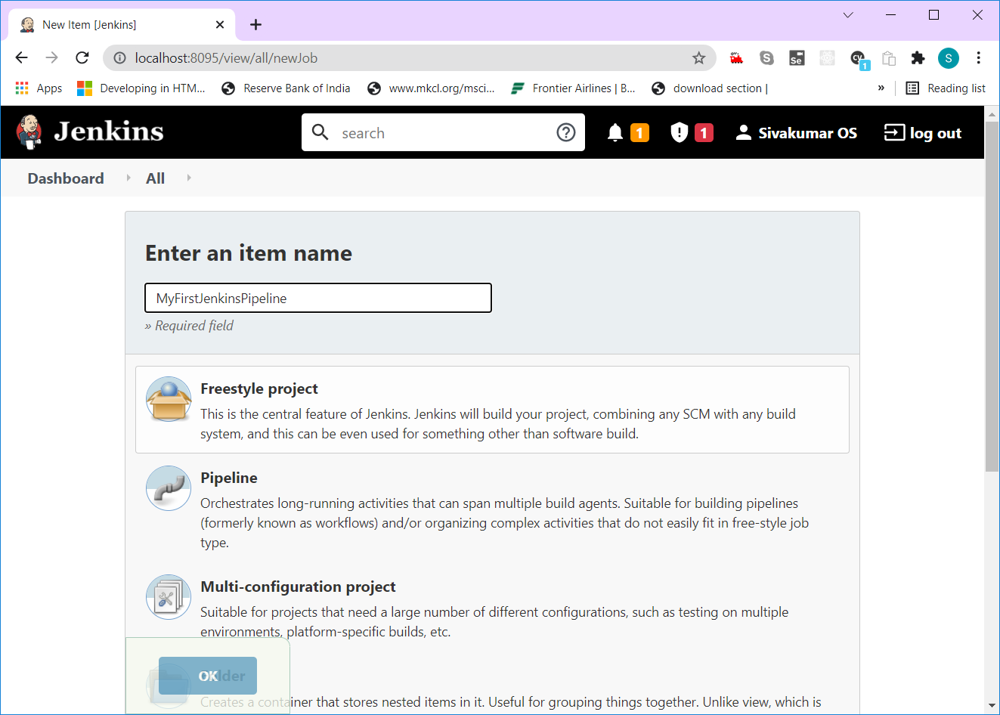 New Item [Jenkins]
localhost:8095/view/all/newJob
S
Se
cy
1
S
Apps
Developing in HTM...
Reserve Bank of India
www.mkcl.org/msci...
Frontier Airlines | B...
download section |
»
Reading list
Jenkins
search
1
1
Sivakumar OS
log out
Dashboard
All
Enter an item name
MyFirstJenkinsPipeline
» Required field
Freestyle project
This is the central feature of Jenkins. Jenkins will build your project, combining any SCM with any build
system, and this can be even used for something other than software build.
Pipeline
Orchestrates long-running activities that can span multiple build agents. Suitable for building pipelines
(formerly known as workflows) and/or organizing complex activities that do not easily fit in free-style job
type.
Multi-configuration project
Suitable for projects that need a large number of different configurations, such as testing on multiple
environments, platform-specific builds, etc.
OK
Folder
Creates a container that stores nested items in it. Useful for grouping things together. Unlike view, which is